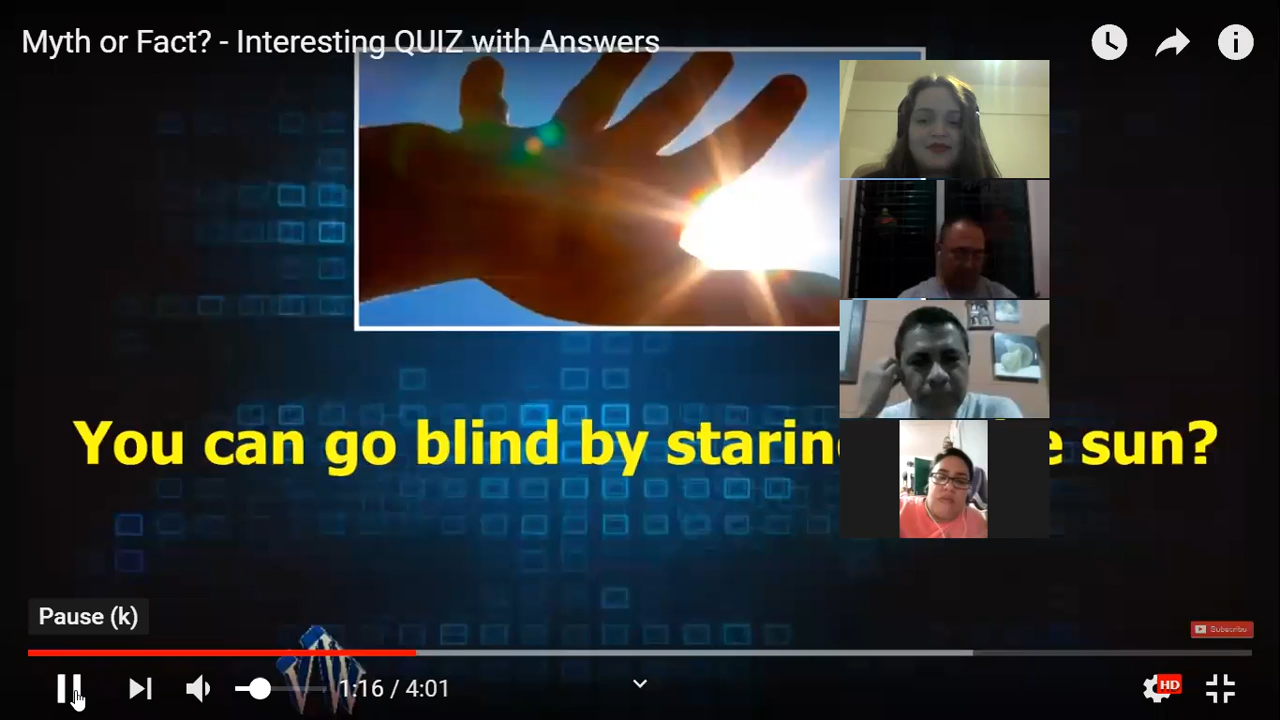 Myth or Fact? - Interesting QUIZ with Answers
You can go blind by starin e sun?
Pause (k)
Subscribe
1:16 / 4:01
HD